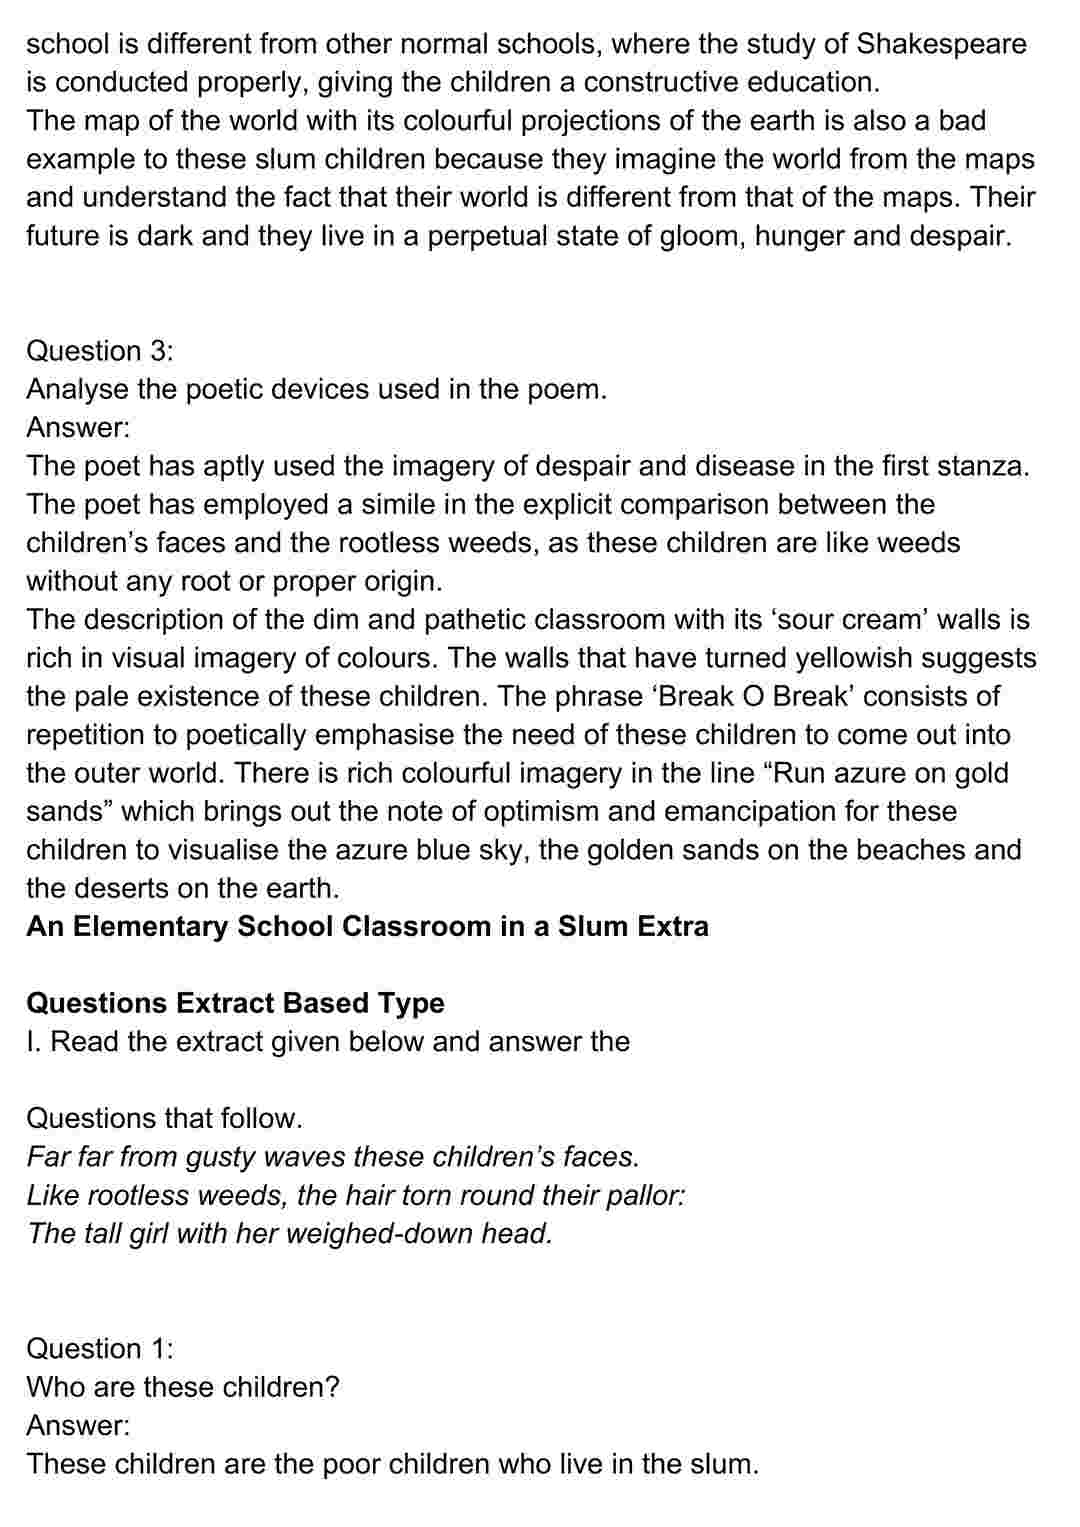 school is different from other normal schools, where the study of Shakespeare
is conducted properly, giving the children a constructive education.
The map of the world with its colourful projections of the earth is also a bad
example to these slum children because they imagine the world from the maps
and understand the fact that their world is different from that of the maps. Their
future is dark and they live in a perpetual state of gloom, hunger and despair.
Question 3:
Analyse the poetic devices used in the poem.
Answer:
The poet has aptly used the imagery of despair and disease in the first stanza.
The poet has employed a simile in the explicit comparison between the
children’s faces and the rootless weeds, as these children are like weeds
without any root or proper origin.
The description of the dim and pathetic classroom with its ‘sour cream’ walls is
rich in visual imagery of colours. The walls that have turned yellowish suggests
the pale existence of these children. The phrase ‘Break O Break’ consists of
repetition to poetically emphasise the need of these children to come out into
the outer world. There is rich colourful imagery in the line “Run azure on gold
sands” which brings out the note of optimism and emancipation for these
children to visualise the azure blue sky, the golden sands on the beaches and
the deserts on the earth.
An Elementary School Classroom in a Slum Extra
Questions Extract Based Type
I. Read the extract given below and answer the
Questions that follow.
Far far from gusty waves these children’s faces.
Like rootless weeds, the hair torn round their pallor:
The tall girl with her weighed-down head.
Question 1:
Who are these children?
Answer:
These children are the poor children who live in the slum.